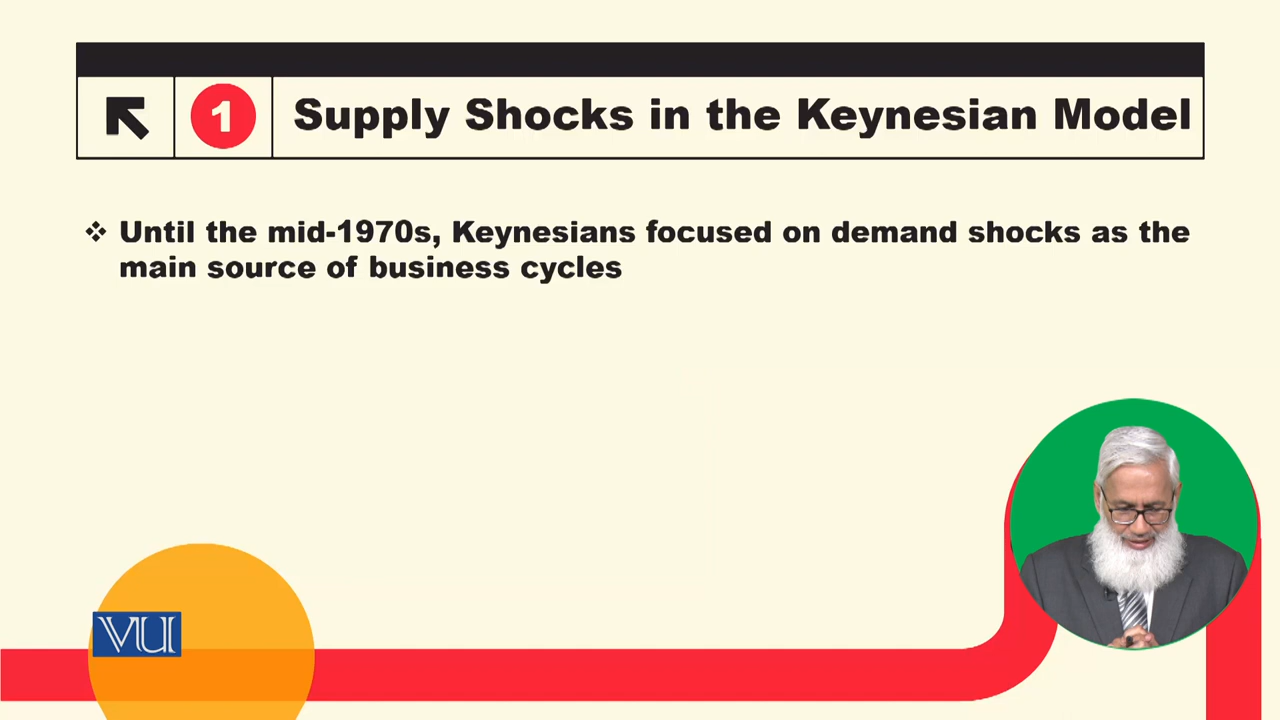 1
Supply Shocks in the Keynesian Model
❖ Until the mid-1970s, Keynesians focused on demand shocks as the
main source of business cycles
VU